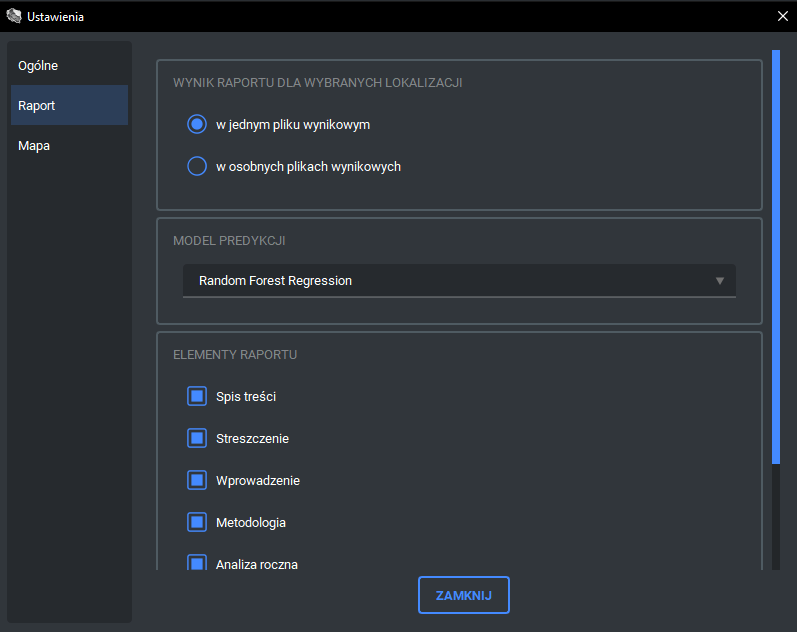 Ustawienia
Ogólne
Raport
Mapa
WYNIK RAPORTU DLA WYBRANYCH LOKALIZACJI
w jednym pliku wynikowym
w osobnych plikach wynikowych
MODEL PREDYKCJI
Random Forest Regression
ELEMENTY RAPORTU
Spis treści
Streszczenie
Wprowadzenie
Metodologia
Analiza roczna
ZAMKNIJ